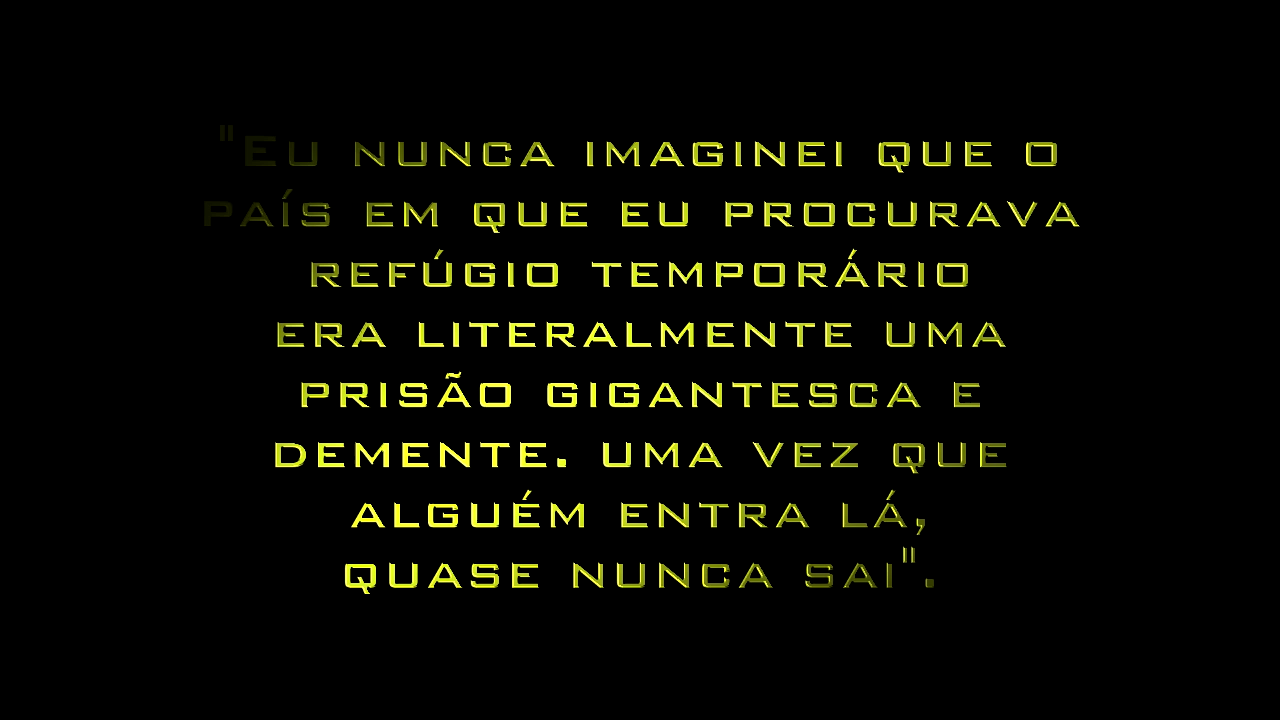 "Eu nunca imaginei que o
país em que eu procurava
refúgio temporário
era literalmente uma
prisão gigantesca e
demente. uma vez que
alguém entra lá,
quase nunca sai".